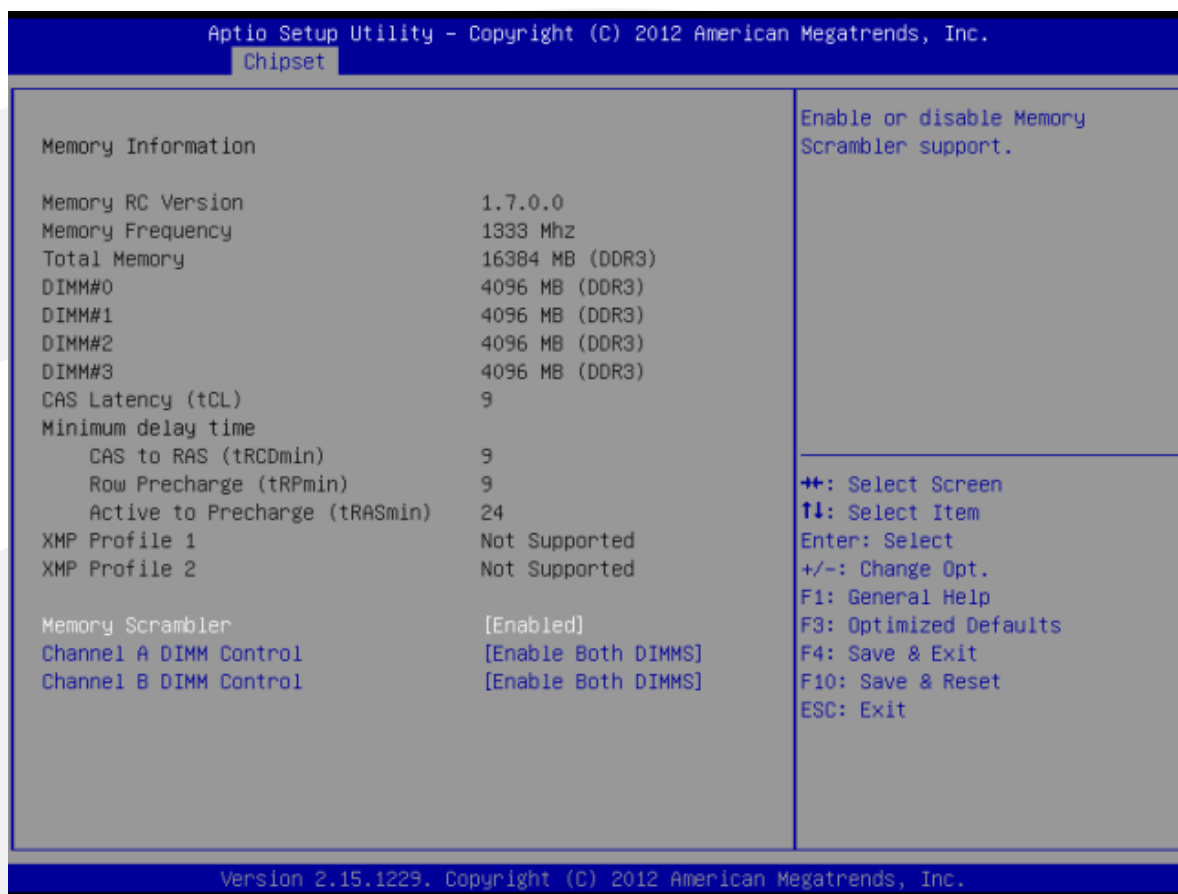 Aptio Setup Utility – Copyright (C) 2012 American Megatrends, Inc.
Chipset
Memory Information
Memory RC Version 1.7.0.0
Memory Frequency 1333 Mhz
Total Memory 16384 MB (DDR3)
DIMM#0 4096 MB (DDR3)
DIMM#1 4096 MB (DDR3)
DIMM#2 4096 MB (DDR3)
DIMM#3 4096 MB (DDR3)
CAS Latency (tCL) 9
Minimum delay time
CAS to RAS (tRCDmin) 9
Row Precharge (tRPmin) 9
Active to Precharge (tRASmin) 24
XMP Profile 1 Not Supported
XMP Profile 2 Not Supported
Memory Scrambler [Enabled]
Channel A DIMM Control [Enable Both DIMMS]
Channel B DIMM Control [Enable Both DIMMS]
Enable or disable Memory
Scrambler support.
→←: Select Screen
↑↓: Select Item
Enter: Select
+/-: Change Opt.
F1: General Help
F3: Optimized Defaults
F4: Save & Exit
F10: Save & Reset
ESC: Exit
Version 2.15.1229. Copyright (C) 2012 American Megatrends, Inc.